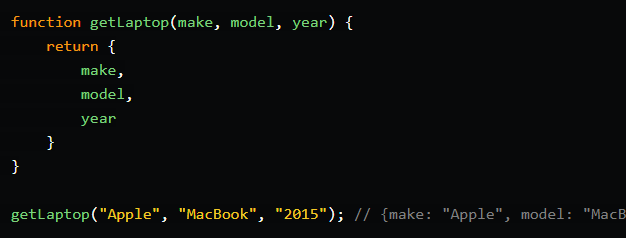 function getLaptop(make, model, year) {
    return {
        make,
        model,
        year
    }
}
getLaptop("Apple", "MacBook", "2015"); // {make: "Apple", model: "MacB